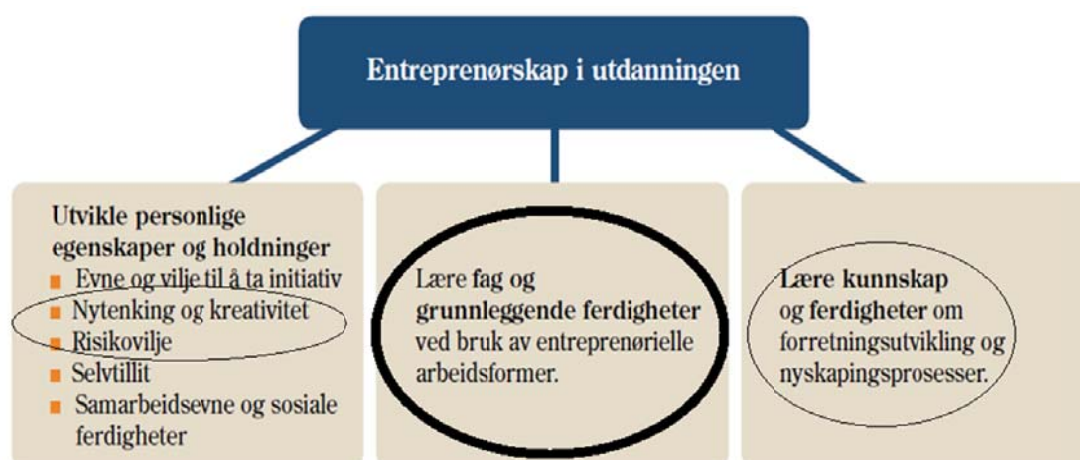 Entreprenørskap i utdanningen
Utvikle personlige
egenskaper og holdninger
Evne og vilje til å ta initiativ
Nytenking og kreativitet
Risikovilje
Selvtillit
Samarbeidsevne og sosiale
ferdigheter
Lære fag og
grunnleggende ferdigheter
ved bruk av entreprenørielle
arbeidsformer.
Lære kunnskap
og ferdigheter om
forretningsutvikling og
nyskapingsprosesser.